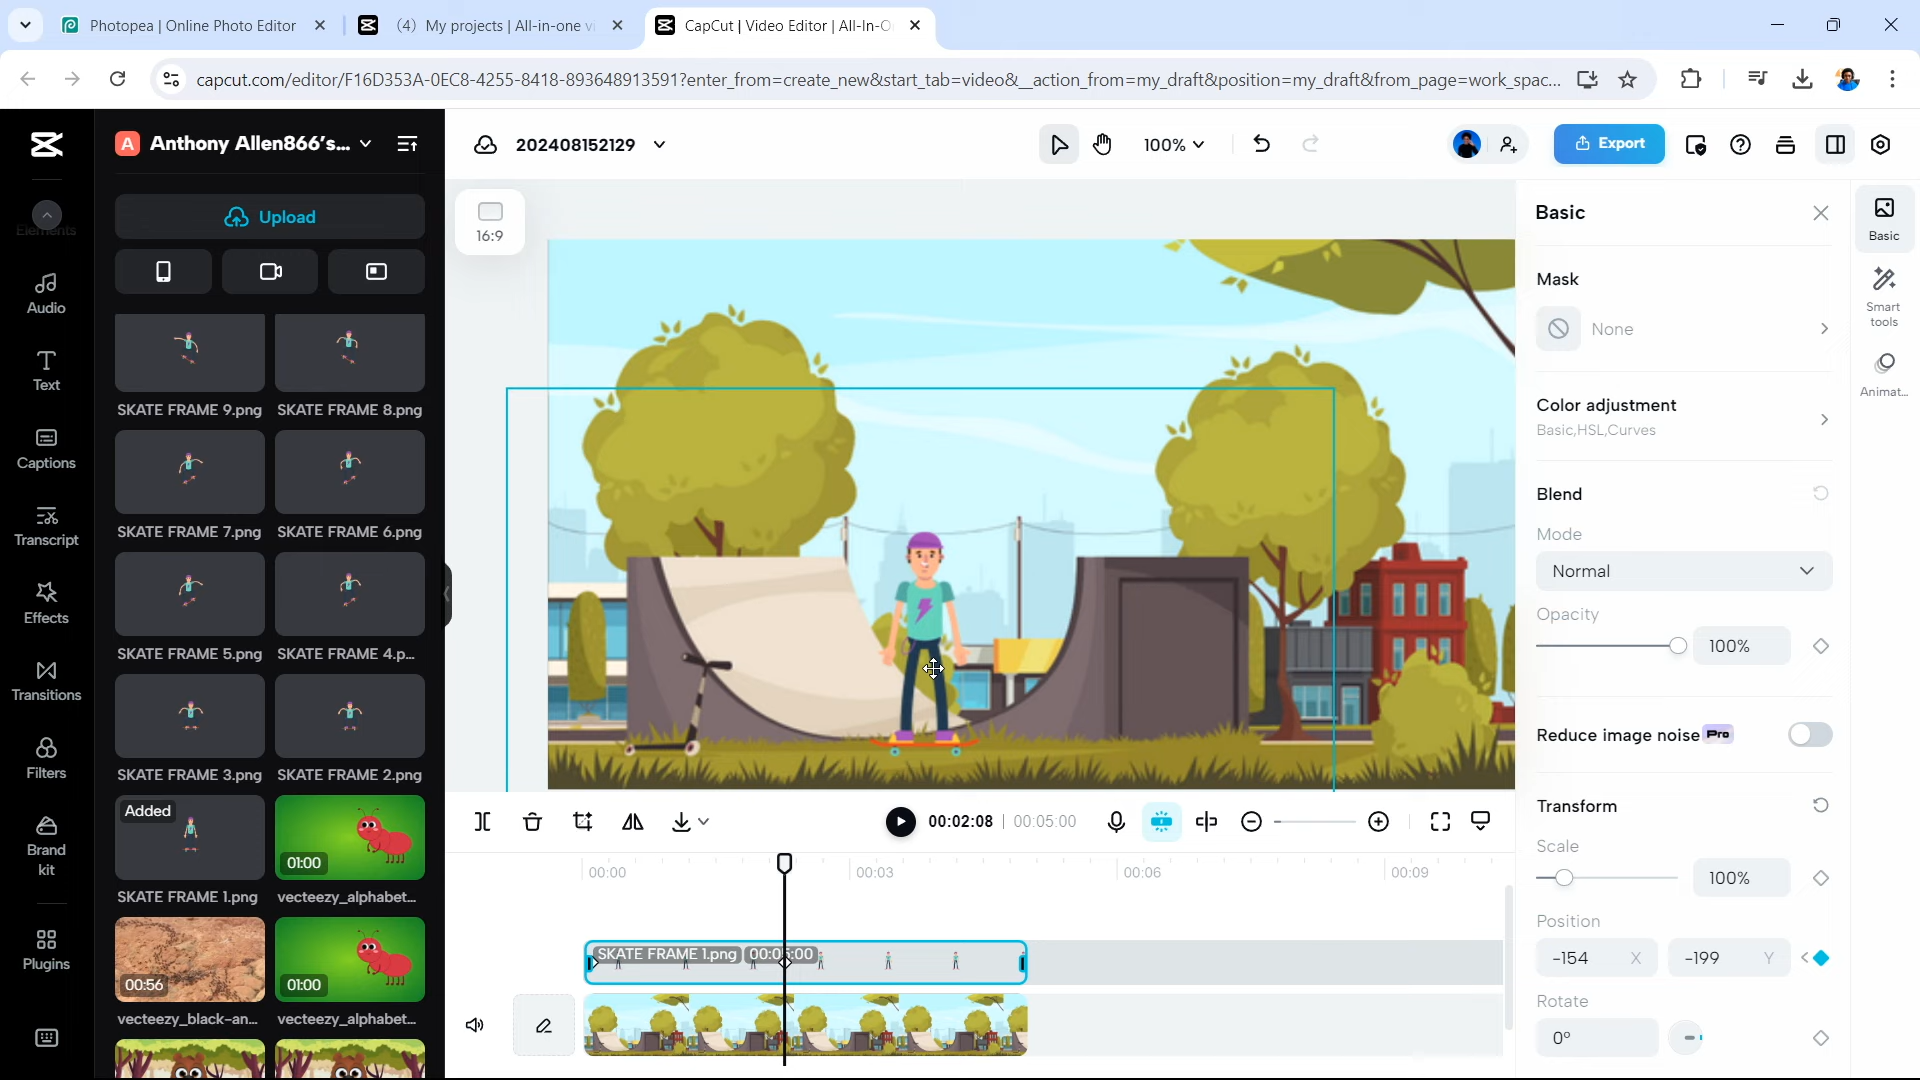 Photopea | Online Photo Editor
(4) My projects | All-in-one vi
CapCut | Video Editor | All-In-O
capcut.com/editor/F16D353A-0EC8-4255-8418-893648913591?enter_from=create_new&start_tab=video&__action_from=my_draft&position=my_draft&from_page=work_spac...
A Anthony Allen866's...
202408152129
100%
Export
Elements
Audio
Text
Captions
Transcript
Effects
Transitions
Filters
Brand
kit
Plugins
Upload
SKATE FRAME 9.png
SKATE FRAME 8.png
SKATE FRAME 7.png
SKATE FRAME 6.png
SKATE FRAME 5.png
SKATE FRAME 4.p...
SKATE FRAME 3.png
SKATE FRAME 2.png
Added
01:00
SKATE FRAME 1.png
vecteezy_alphabet...
00:56
01:00
vecteezy_black-an...
vecteezy_alphabet...
16:9
00:02:08 | 00:05:00
00:00
00:03
00:06
00:09
SKATE FRAME 1.png 00:05:00
Basic
Mask
None
Color adjustment
Basic,HSL,Curves
Blend
Mode
Normal
Opacity
100%
Reduce image noise Pro
Transform
Scale
100%
Position
-154 X
-199 Y
Rotate
0°
Basic
Smart
tools
Animat...